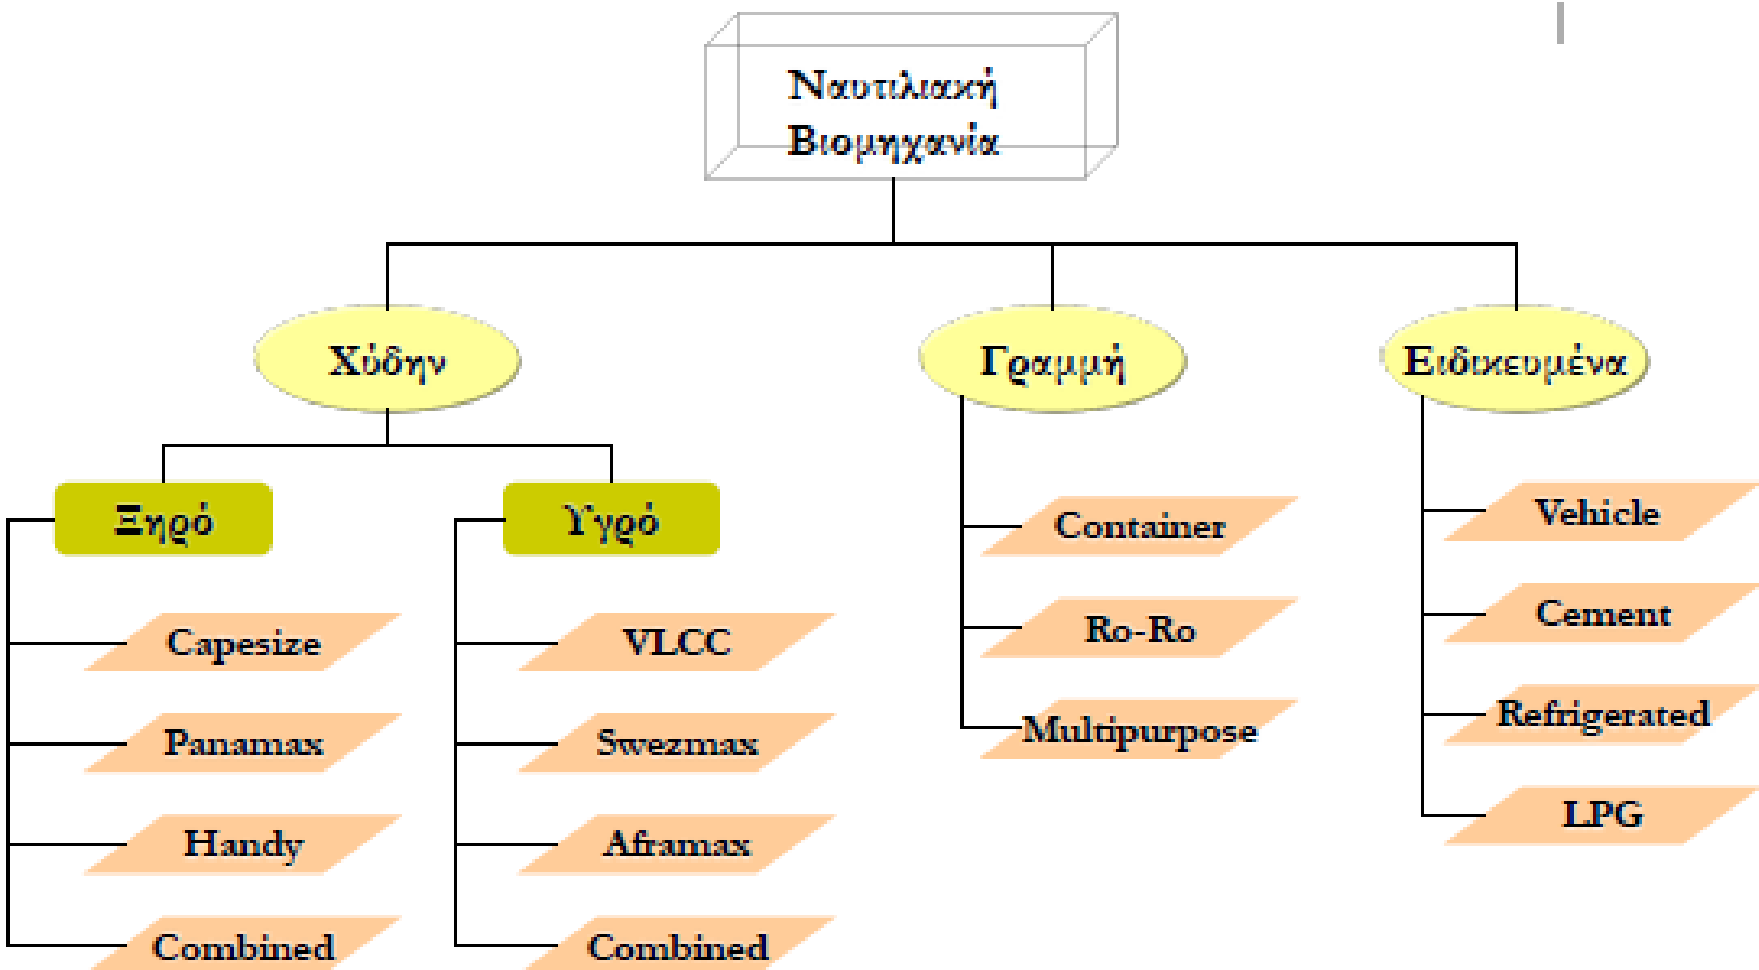 Ναυτιλιακή
Βιομηχανία
Χύδην
Γραμμή
Ειδικευμένα
Ξηρό
Υγρό
Capesize
Panamax
Handy
Combined
VLCC
Swezmax
Aframax
Combined
Container
Ro-Ro
Multipurpose
Vehicle
Cement
Refrigerated
LPG